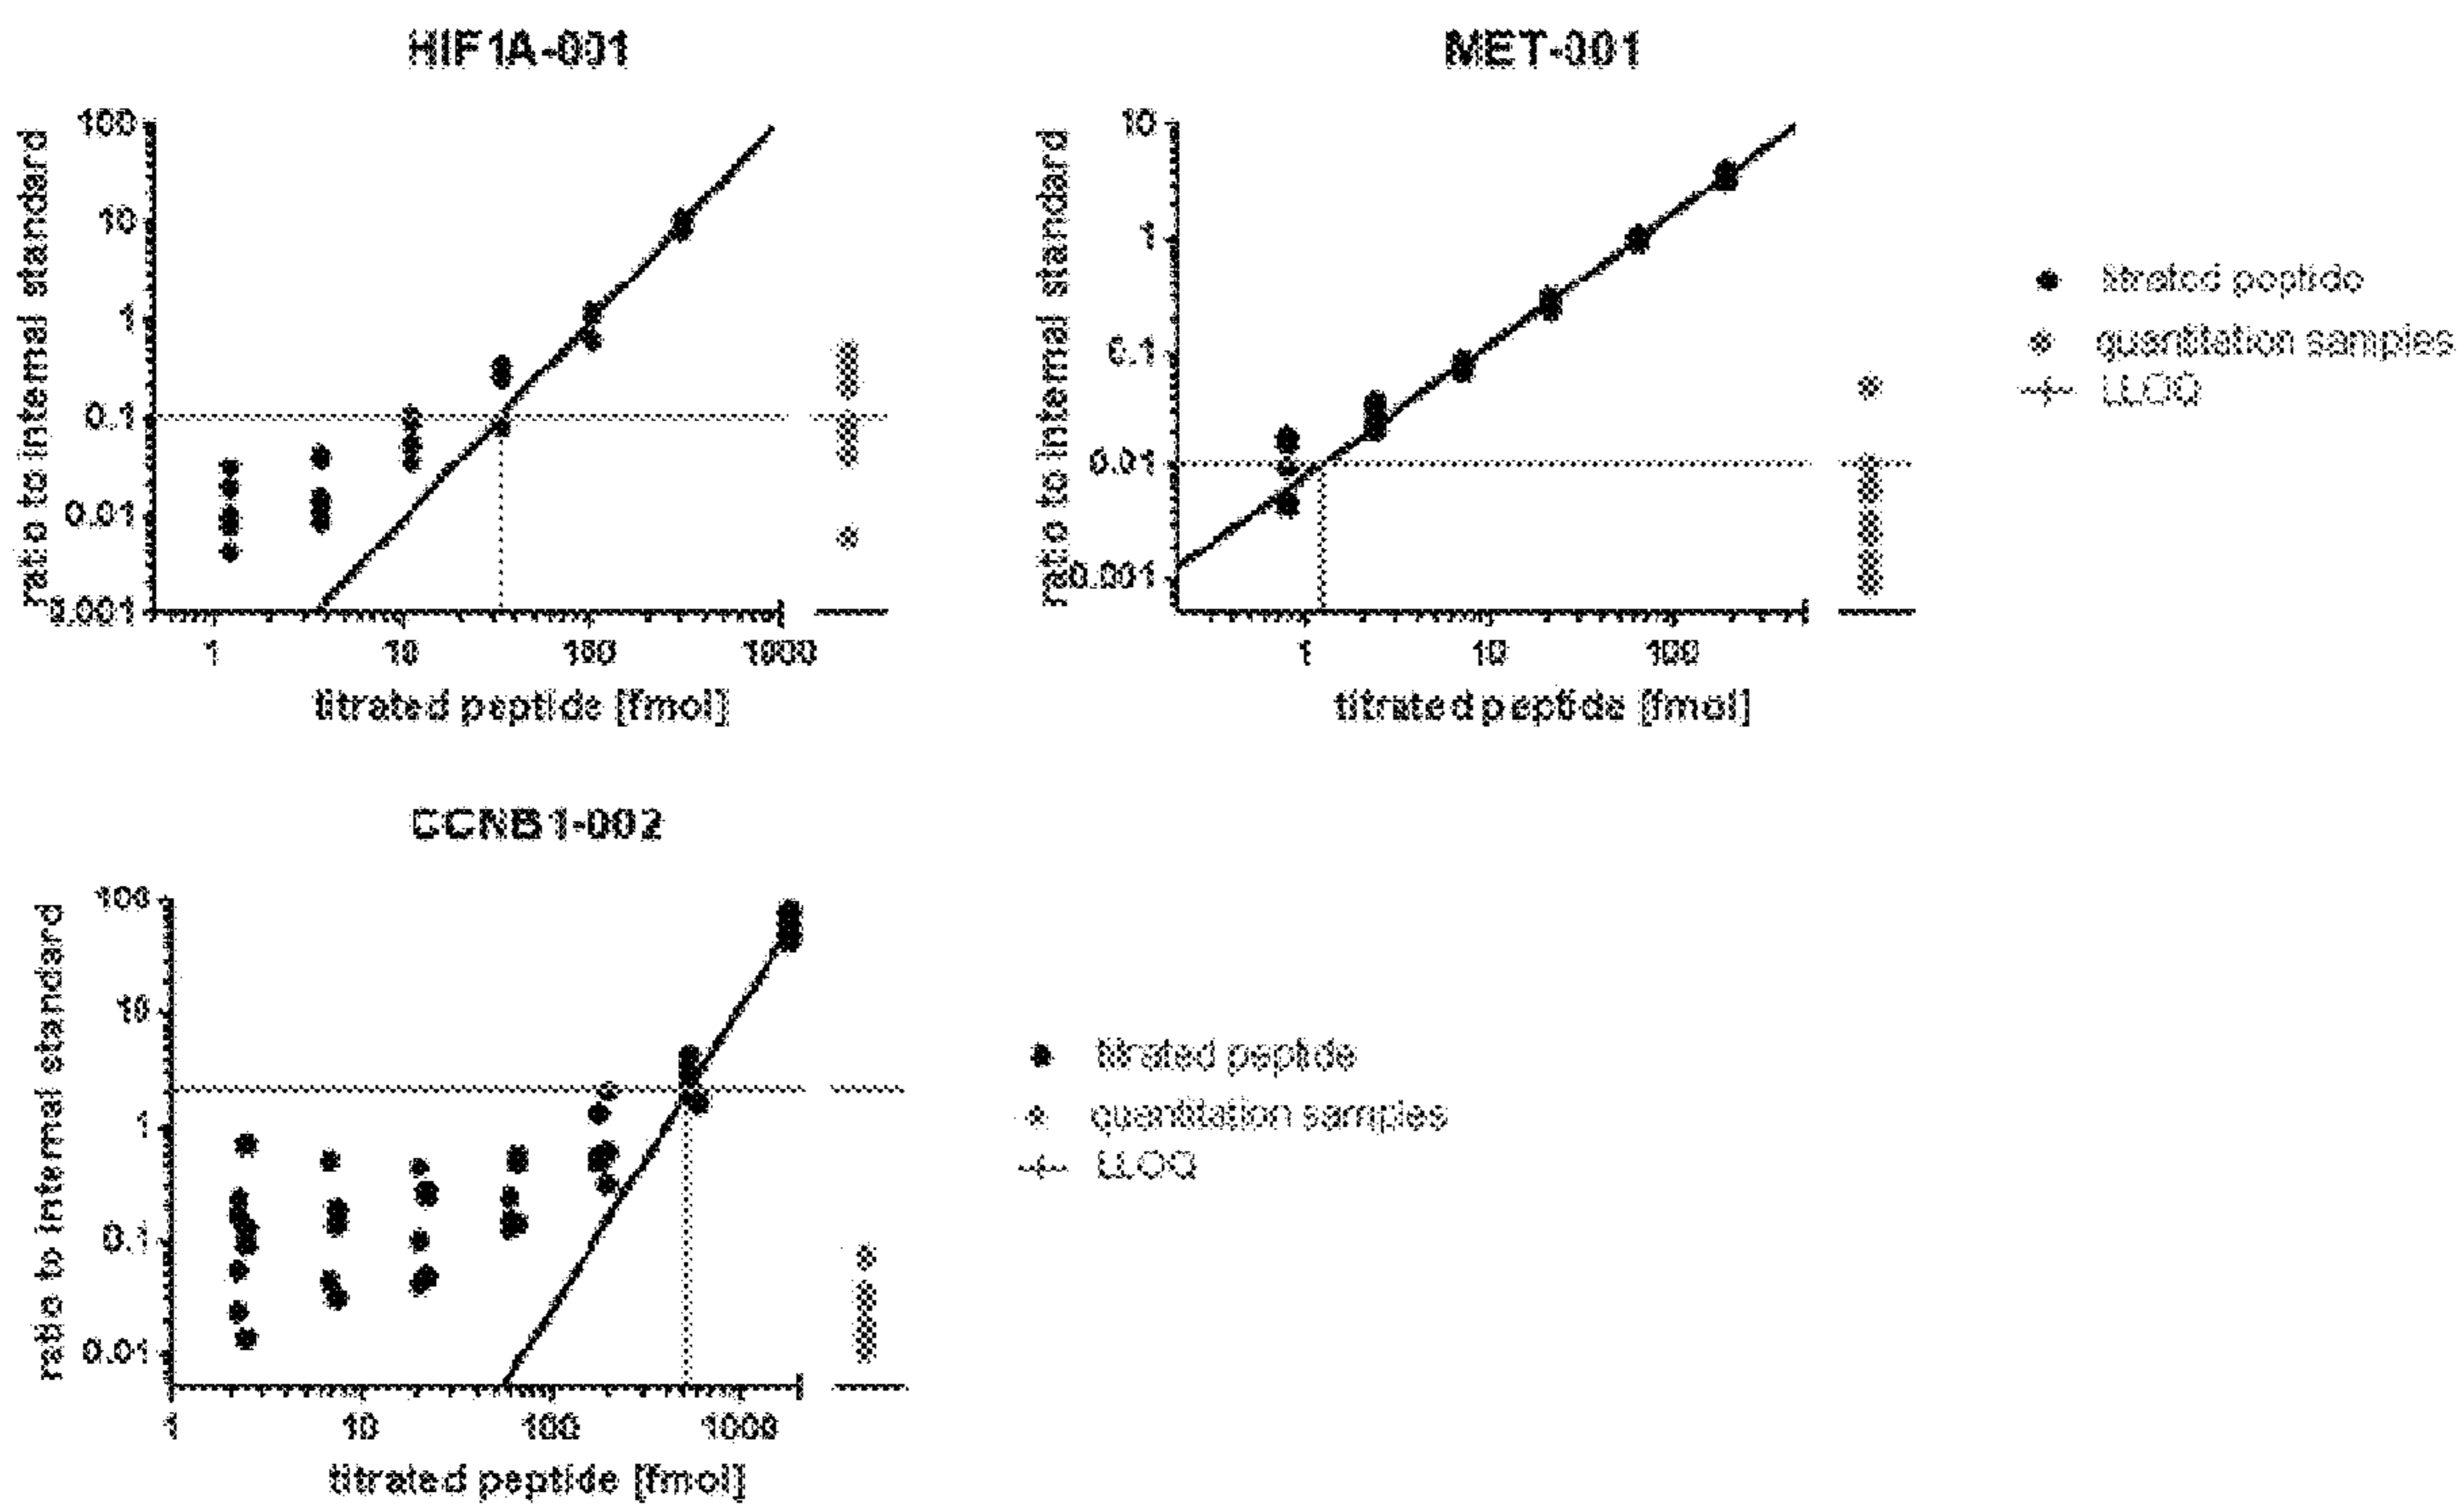 HIF1A-001
ratio to internal standard
100
10
1
0.1
0.01
0.001
1 10 100 1000
titrated peptide [fmol]
MET-001
ratio to internal standard
10
1
0.1
0.01
0.001
1 10 100
titrated peptide [fmol]
titrated peptide
quantitation samples
LLOQ
CCNB1-002
ratio to internal standard
100
10
1
0.1
0.01
1 10 100 1000
titrated peptide [fmol]
titrated peptide
quantitation samples
LLOQ